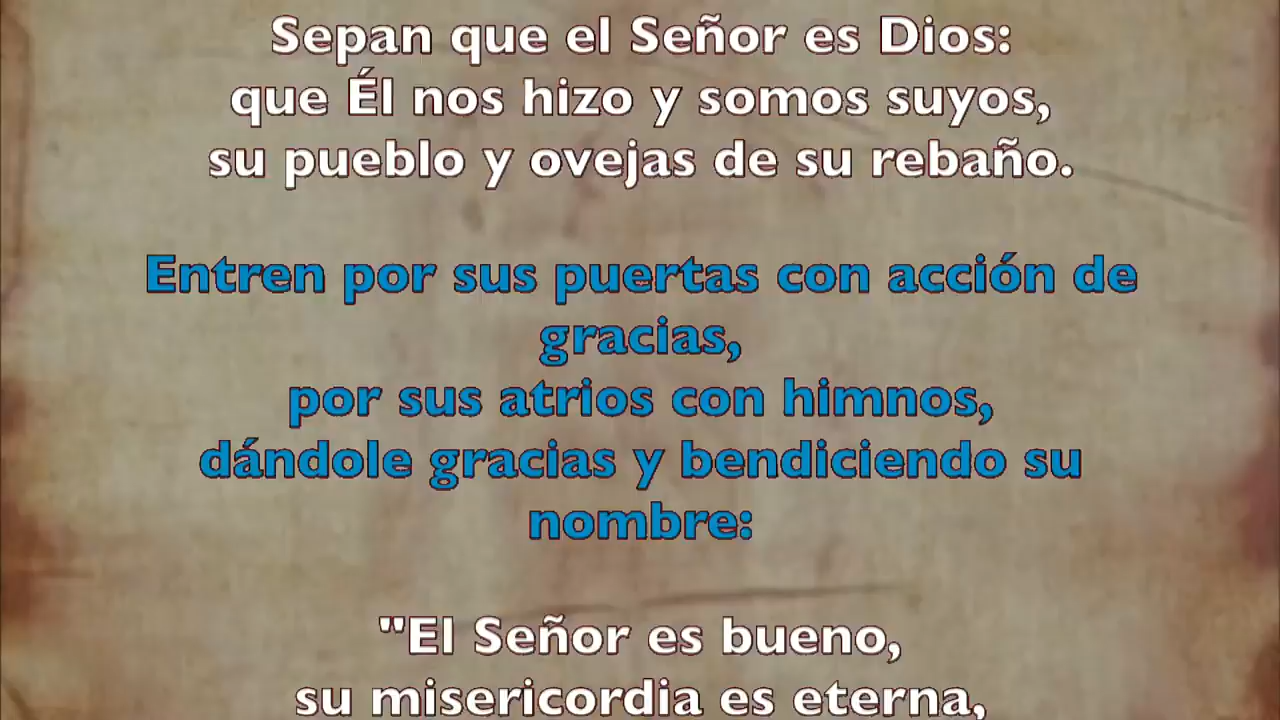 Sepan que el Señor es Dios:
que Él nos hizo y somos suyos,
su pueblo y ovejas de su rebaño.
Entren por sus puertas con acción de
gracias,
por sus atrios con himnos,
dándole gracias y bendiciendo su
nombre:
"El Señor es bueno,
su misericordia es eterna,